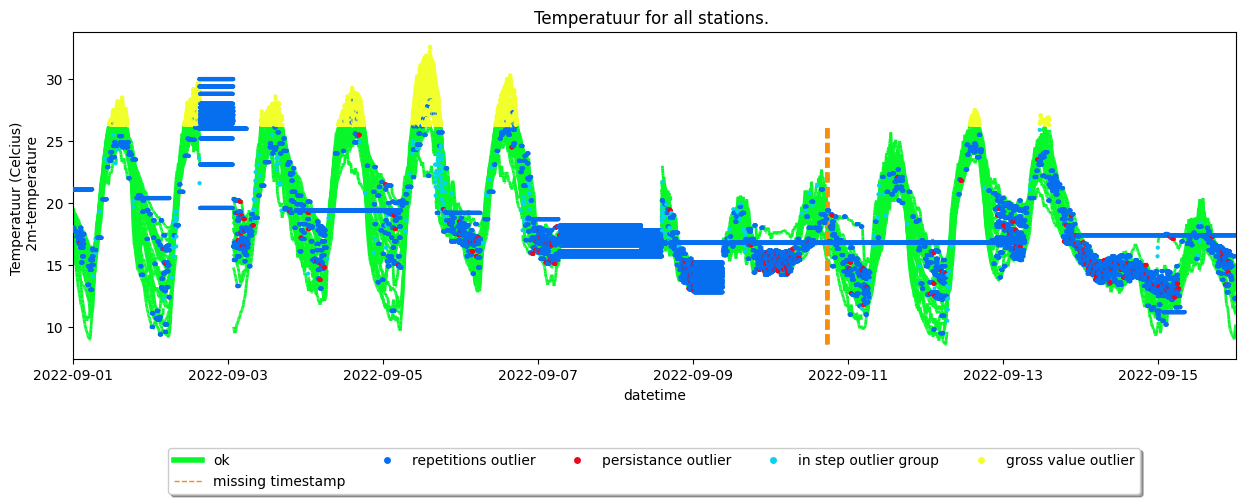 Temperatuur for all stations.
Temperatuur (Celcius)
2m-temperature
30
25
20
15
10
2022-09-01 2022-09-03 2022-09-05 2022-09-07 2022-09-09 2022-09-11 2022-09-13 2022-09-15
datetime
ok repetitions outlier persistance outlier in step outlier group gross value outlier
missing timestamp